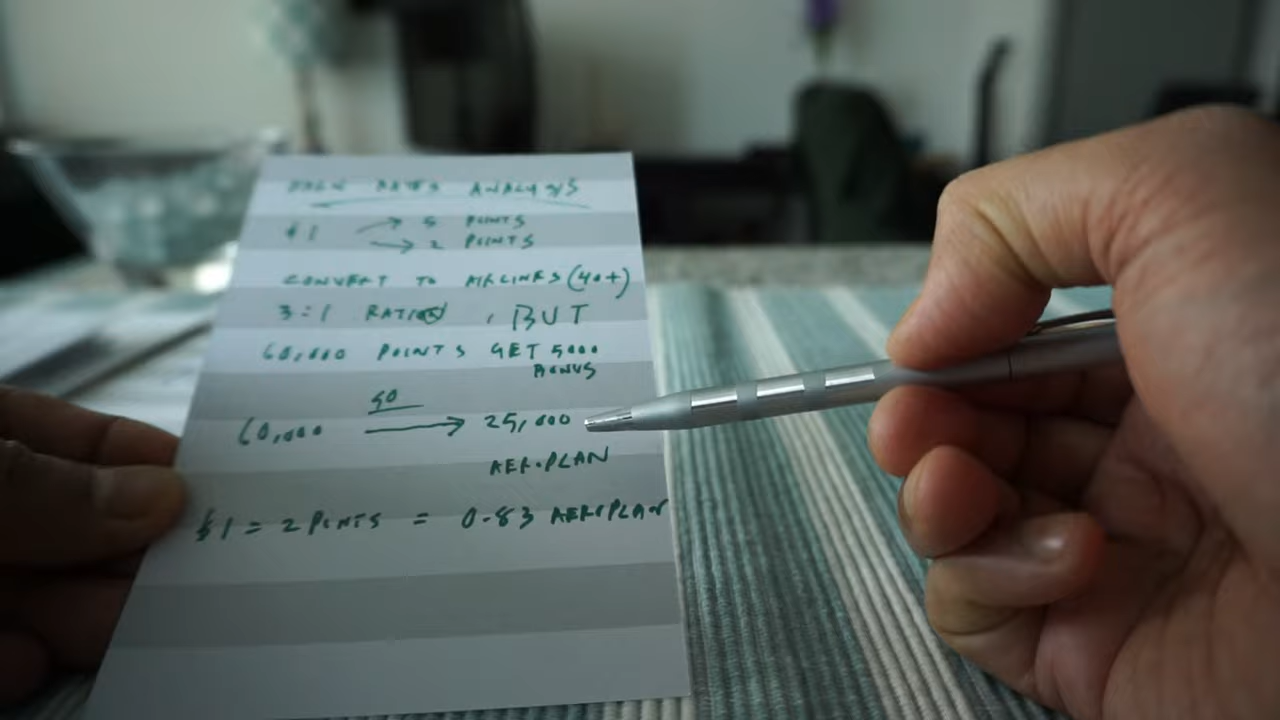 RATES ANALYSIS
$1 → 5 POINTS
→ 2 POINTS
CONVERT TO AIRLINES (40+)
3:1 RATIO, BUT
60,000 POINTS GET 5000
BONUS
SO
60,000 → 25,000
AEROPLAN
$1 = 2 POINTS = 0.83 AEROPLAN